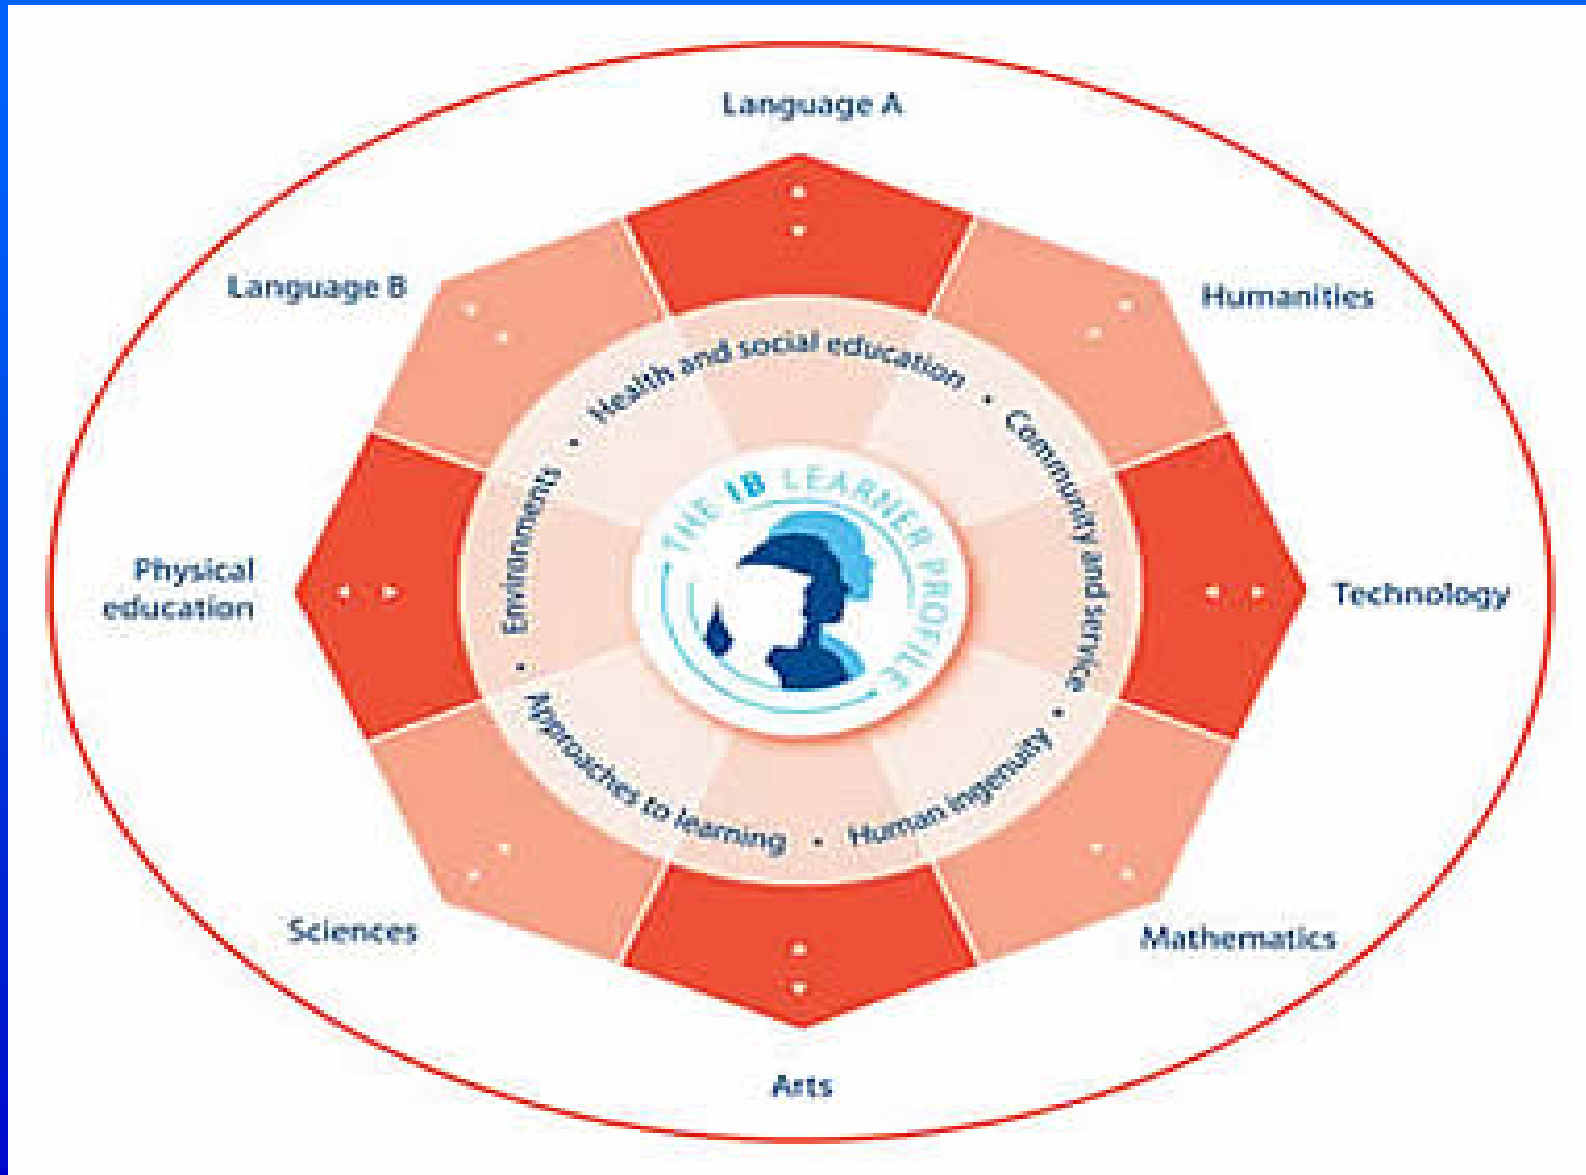 Language A
Language B
Humanities
Health and social education • Community and service • Human ingenuity • Approaches to learning • Environments •
THE IB LEARNER PROFILE
Physical
education
Technology
Sciences
Mathematics
Arts